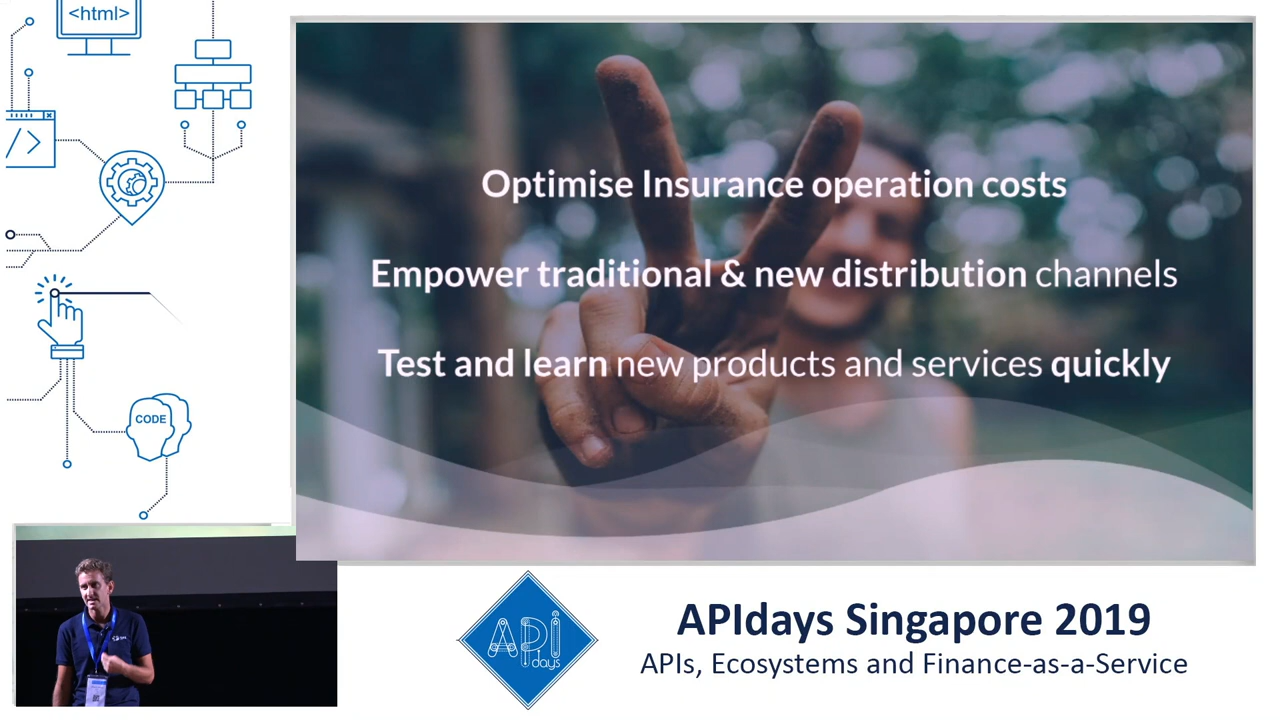 <html>
Optimise Insurance operation costs
Empower traditional & new distribution channels
Test and learn new products and services quickly
</>
CODE
API
days
APIdays Singapore 2019
APIs, Ecosystems and Finance-as-a-Service